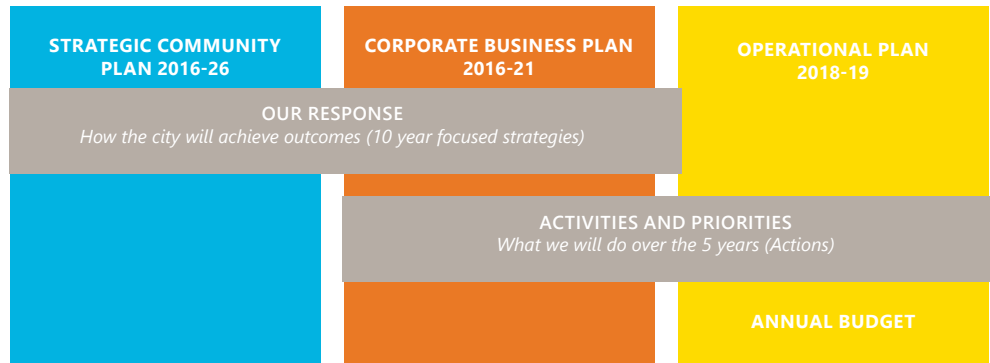 STRATEGIC COMMUNITY
PLAN 2016-26
CORPORATE BUSINESS PLAN
2016-21
OPERATIONAL PLAN
2018-19
OUR RESPONSE
How the city will achieve outcomes (10 year focused strategies)
ACTIVITIES AND PRIORITIES
What we will do over the 5 years (Actions)
ANNUAL BUDGET